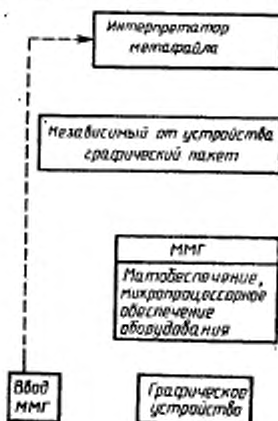 Интерпретатор
метафайла
Независимый от устройства
графический пакет
ММГ
Матобеспечение,
микропроцессорное
обеспечение
оборудования
Ввод
ММГ
Графическое
устройство